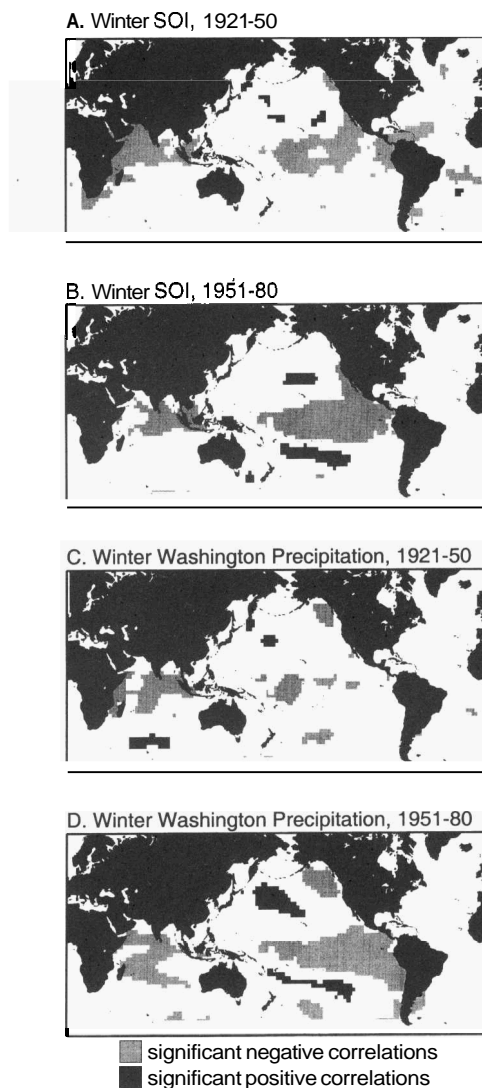 A. Winter SOI, 1921-50
B. Winter SOI, 1951-80
C. Winter Washington Precipitation, 1921-50
D. Winter Washington Precipitation, 1951-80
significant negative correlations
significant positive correlations